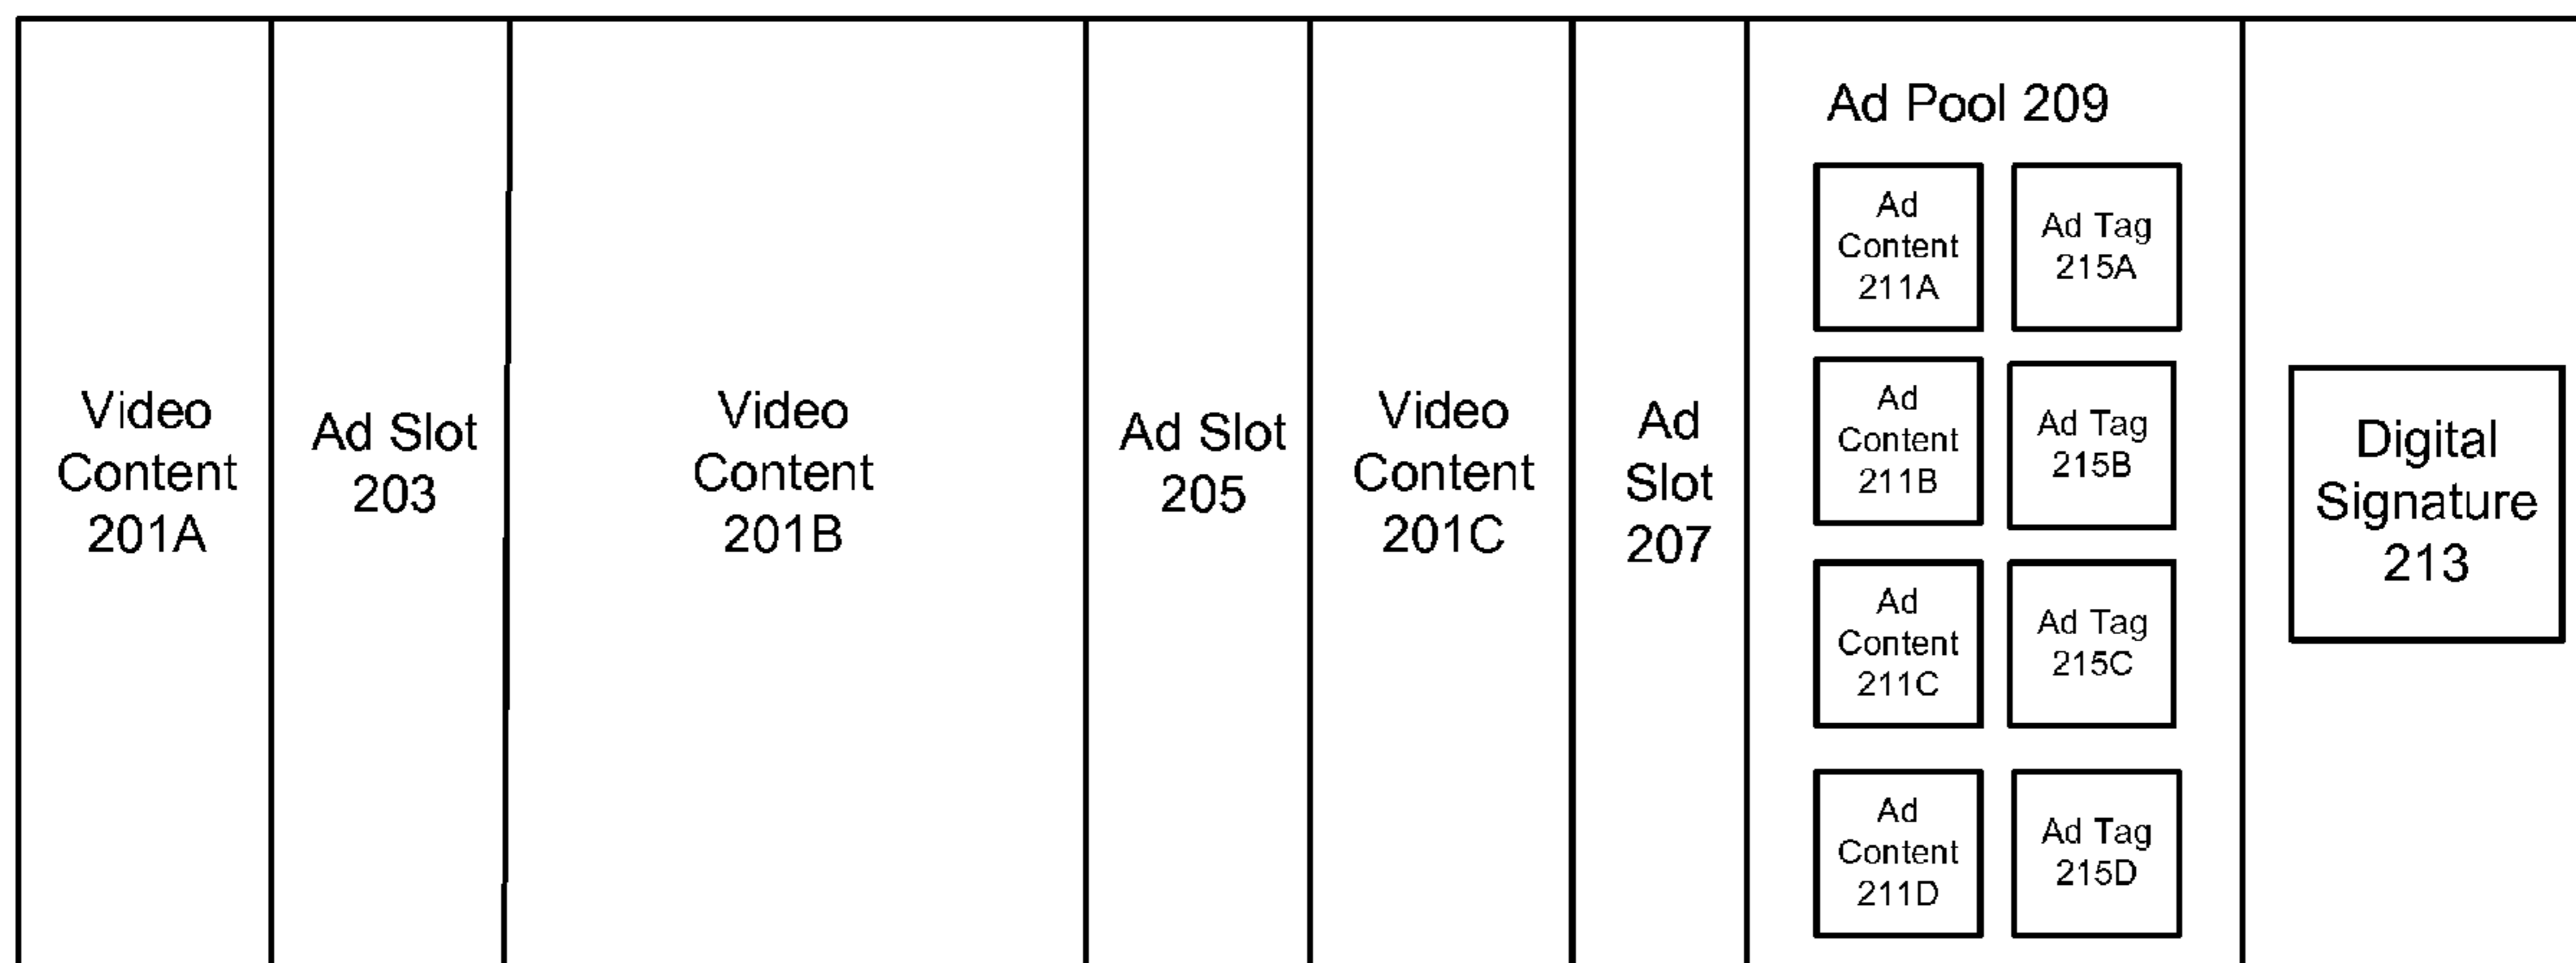 Video
Content
201A
Ad Slot
203
Video
Content
201B
Ad Slot
205
Video
Content
201C
Ad
Slot
207
Ad Pool 209
Ad
Content
211A
Ad Tag
215A
Ad
Content
211B
Ad Tag
215B
Ad
Content
211C
Ad Tag
215C
Ad
Content
211D
Ad Tag
215D
Digital
Signature
213